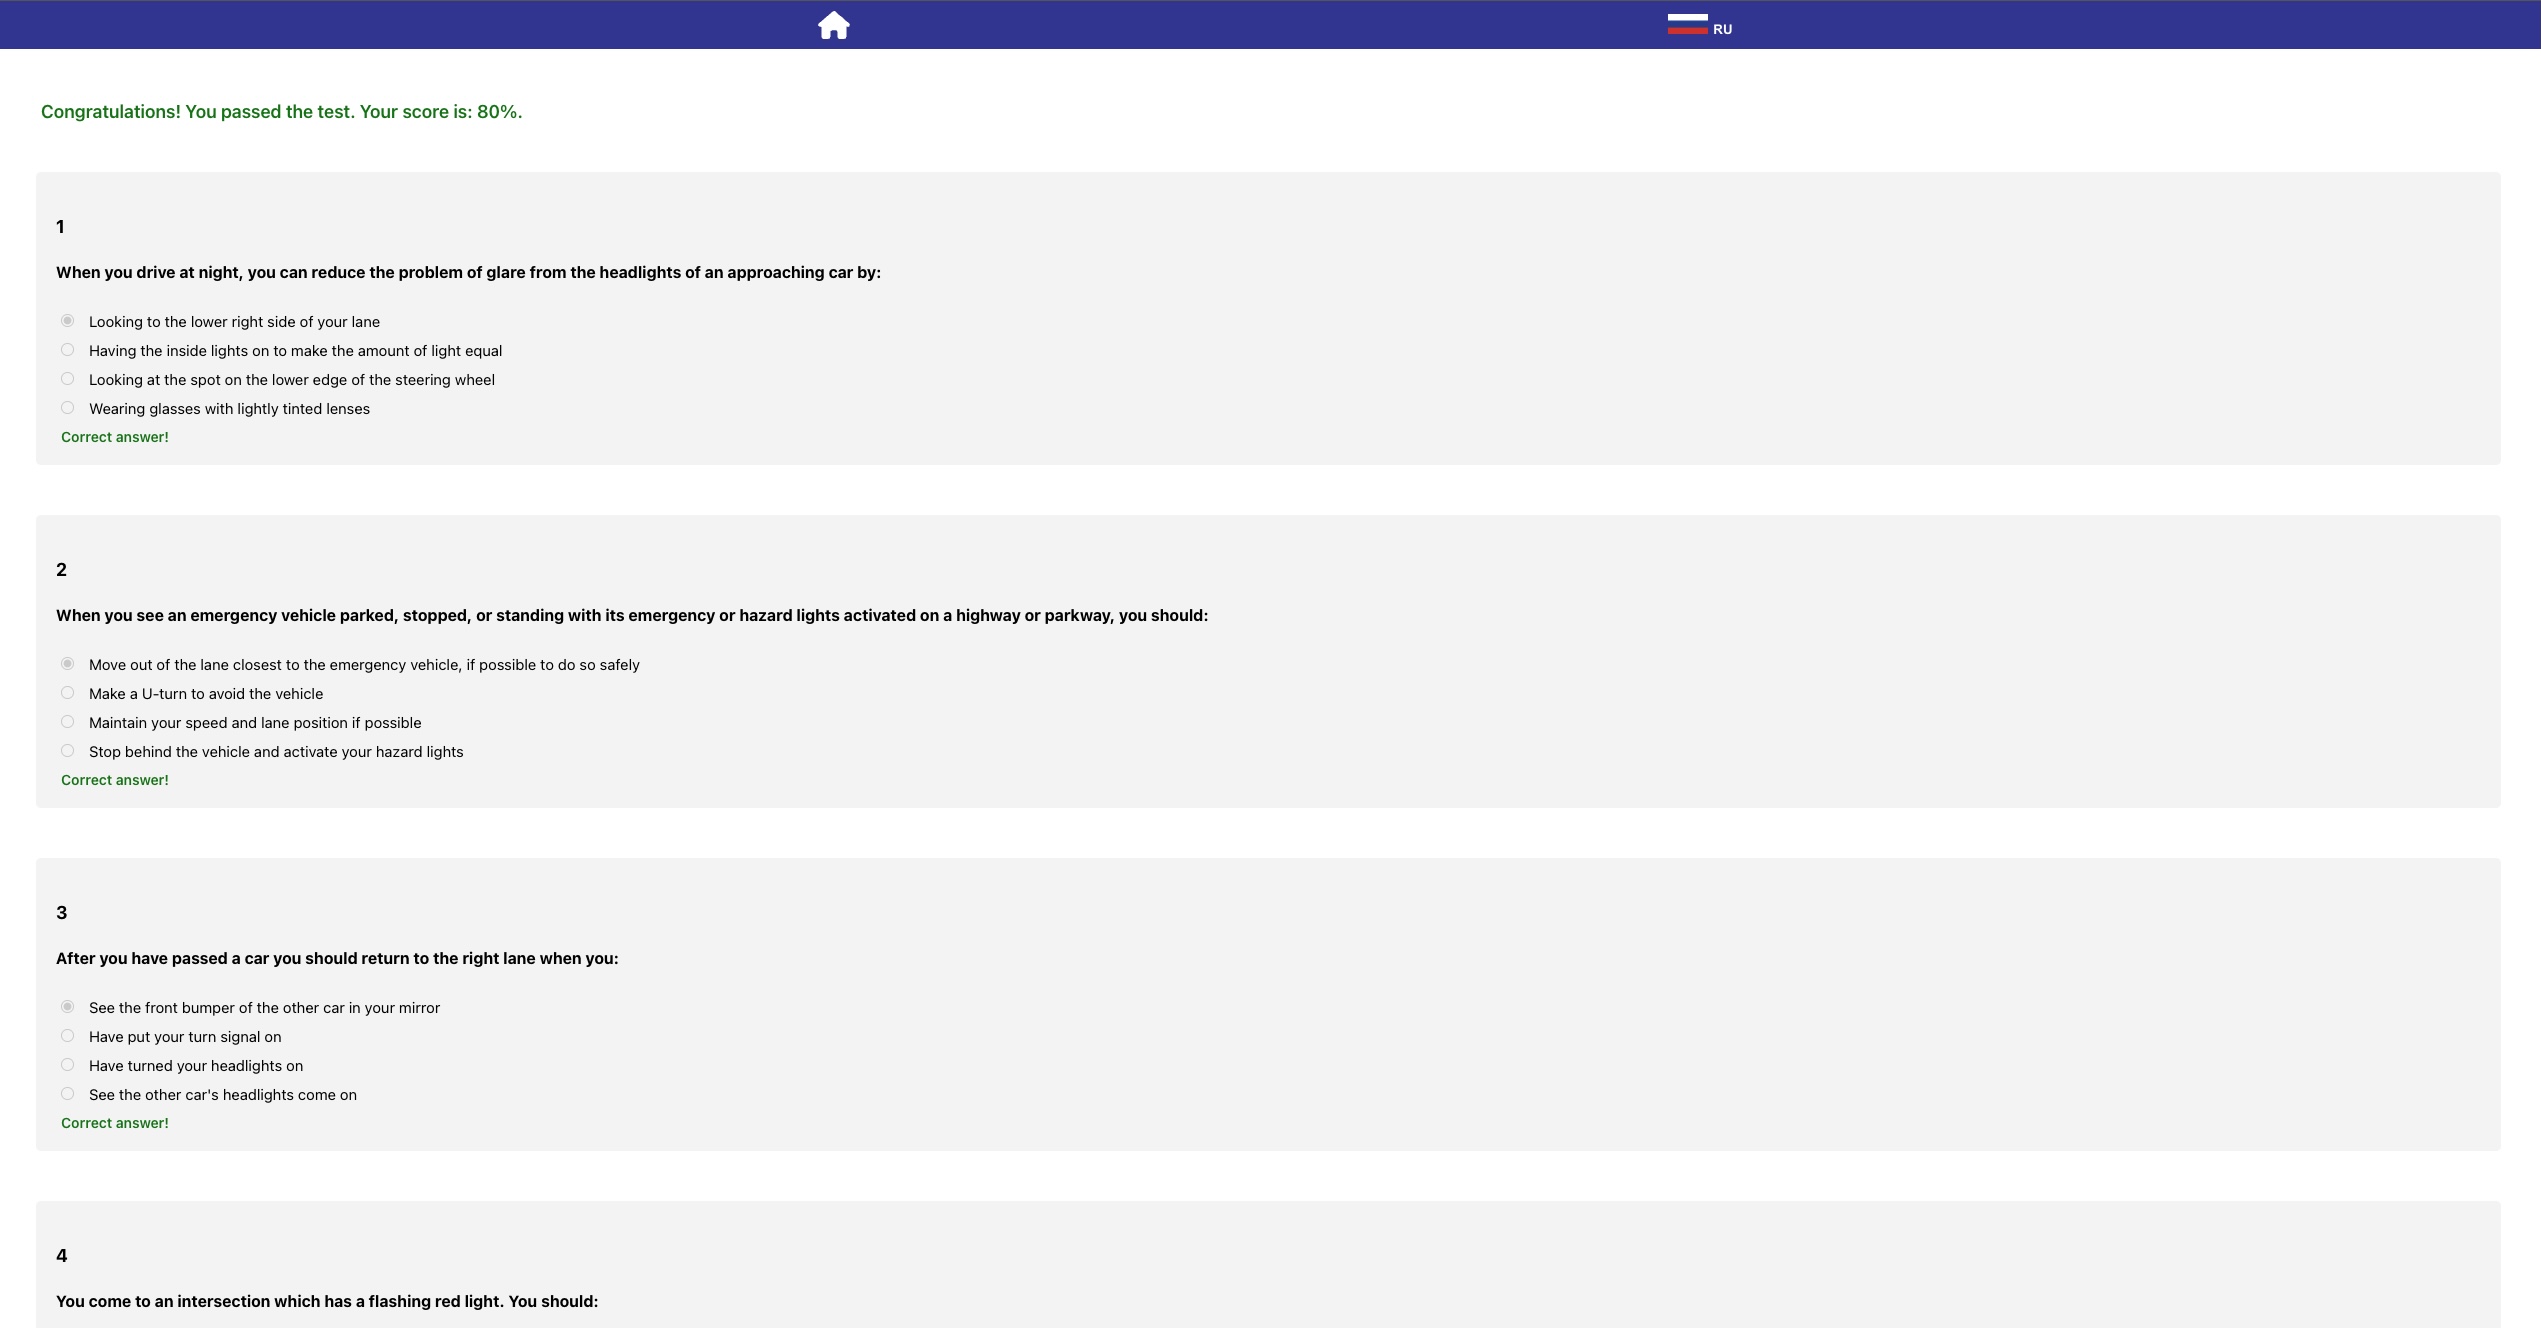 RU
Congratulations! You passed the test. Your score is: 80%.
1
When you drive at night, you can reduce the problem of glare from the headlights of an approaching car by:
Looking to the lower right side of your lane
Having the inside lights on to make the amount of light equal
Looking at the spot on the lower edge of the steering wheel
Wearing glasses with lightly tinted lenses
Correct answer!
2
When you see an emergency vehicle parked, stopped, or standing with its emergency or hazard lights activated on a highway or parkway, you should:
Move out of the lane closest to the emergency vehicle, if possible to do so safely
Make a U-turn to avoid the vehicle
Maintain your speed and lane position if possible
Stop behind the vehicle and activate your hazard lights
Correct answer!
3
After you have passed a car you should return to the right lane when you:
See the front bumper of the other car in your mirror
Have put your turn signal on
Have turned your headlights on
See the other car's headlights come on
Correct answer!
4
You come to an intersection which has a flashing red light. You should: